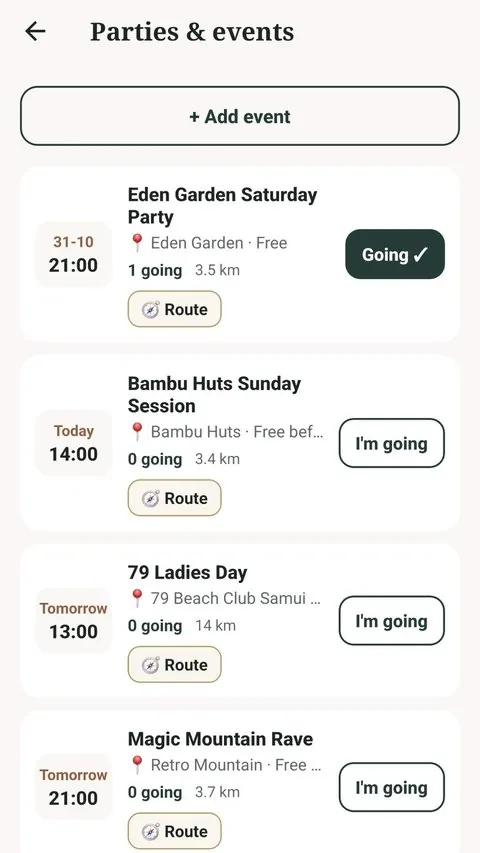 Parties & events
+ Add event
Eden Garden Saturday
Party
31-10
21:00
📍 Eden Garden · Free
1 going 3.5 km
🧭 Route
Going ✓
Bambu Huts Sunday
Session
Today
14:00
📍 Bambu Huts · Free bef...
0 going 3.4 km
🧭 Route
I'm going
79 Ladies Day
Tomorrow
13:00
📍 79 Beach Club Samui ...
0 going 14 km
🧭 Route
I'm going
Magic Mountain Rave
Tomorrow
21:00
📍 Retro Mountain · Free ...
0 going 3.7 km
🧭 Route
I'm going